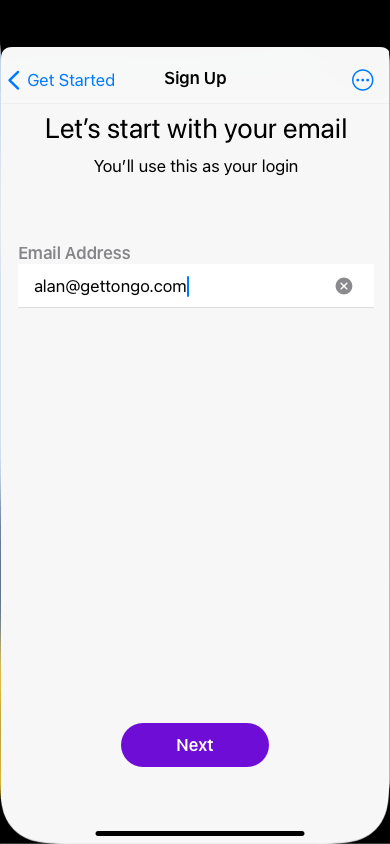 Get Started
Sign Up
Let’s start with your email
You’ll use this as your login
Email Address
alan@gettongo.com
Next